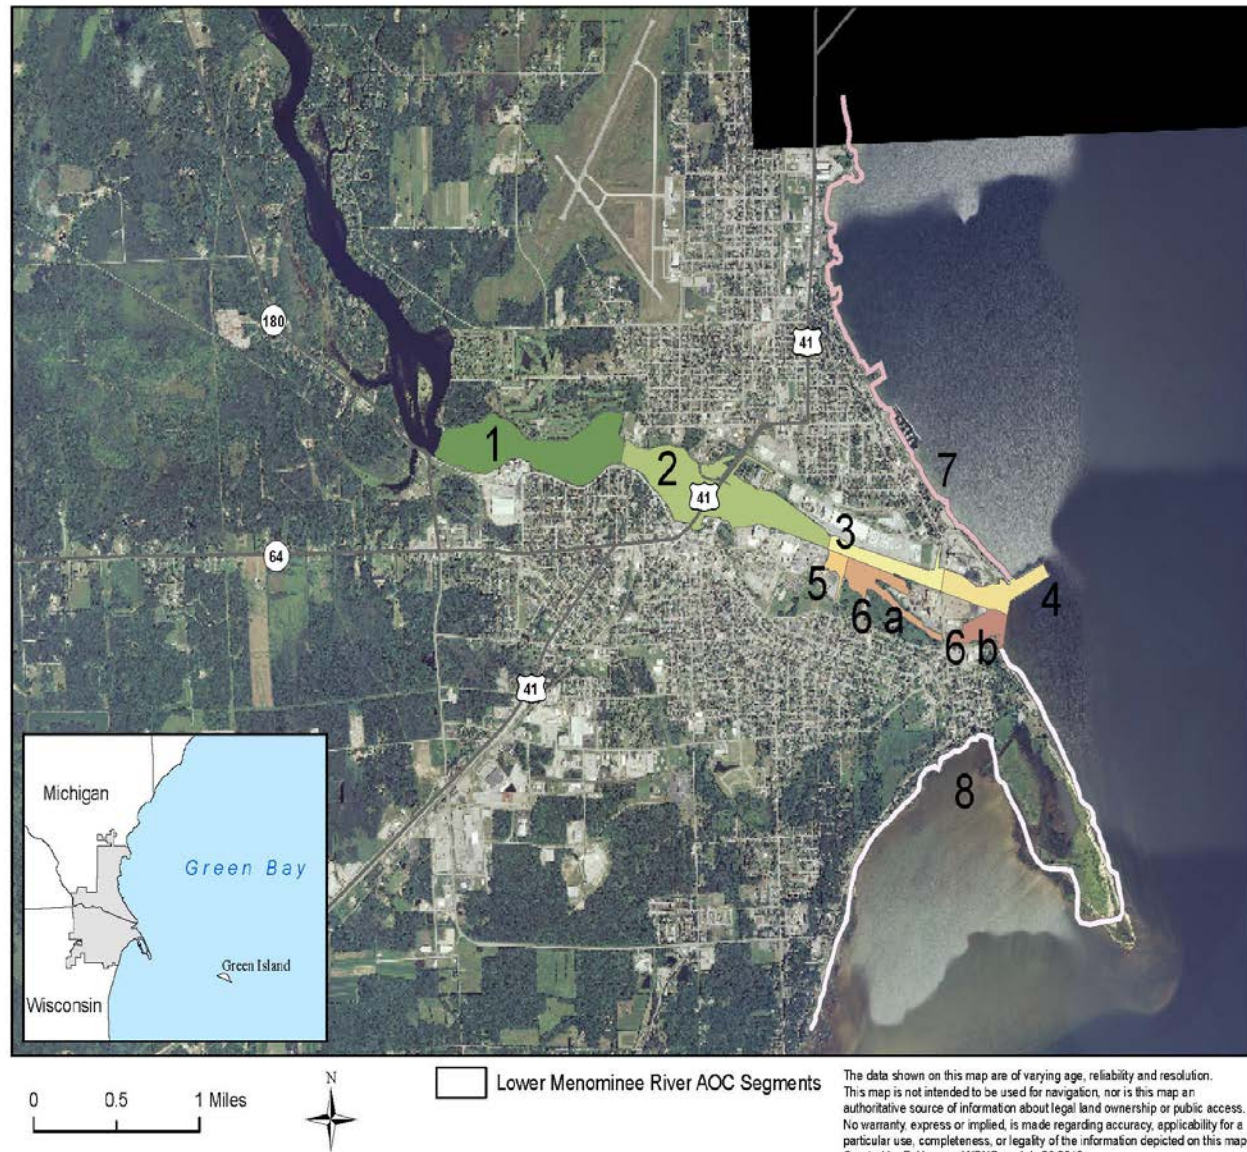 180
41
1
2
41
7
3
64
5
4
6 a
6 b
41
8
Michigan
Green Bay
Green Island
Wisconsin
0 0.5 1 Miles
N
Lower Menominee River AOC Segments
The data shown on this map are of varying age, reliability and resolution.
This map is not intended to be used for navigation, nor is this map an
authoritative source of information about legal land ownership or public access.
No warranty, express or implied, is made regarding accuracy, applicability for a
particular use, completeness, or legality of the information depicted on this map